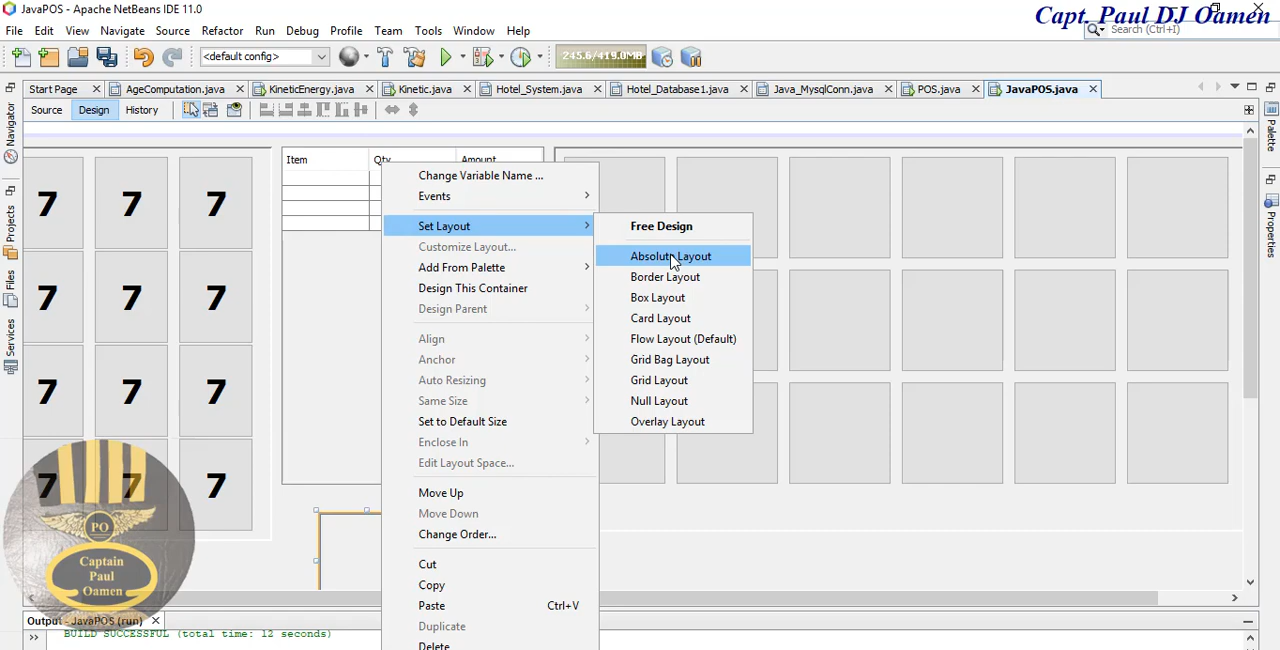 JavaPOS - Apache NetBeans IDE 11.0
Capt. Paul DJ Oamen
File Edit View Navigate Source Refactor Run Debug Profile Team Tools Window Help
Search (Ctrl+I)
<default config>
245.6/419.0MB
Start Page AgeComputation.java KineticEnergy.java Kinetic.java Hotel_System.java Hotel_Database1.java Java_MysqlConn.java POS.java JavaPOS.java
Source Design History
Navigator
Projects
Files
Services
Palette
Properties
Item Qty Amount
7 7 7
7 7 7
7 7 7
7 7 7
Change Variable Name ...
Events
Set Layout
Customize Layout...
Add From Palette
Design This Container
Design Parent
Align
Anchor
Auto Resizing
Same Size
Set to Default Size
Enclose In
Edit Layout Space...
Move Up
Move Down
Change Order...
Cut
Copy
Paste Ctrl+V
Duplicate
Delete
Free Design
Absolute Layout
Border Layout
Box Layout
Card Layout
Flow Layout (Default)
Grid Bag Layout
Grid Layout
Null Layout
Overlay Layout
PO
Captain
Paul
Oamen
Output - JavaPOS (run)
BUILD SUCCESSFUL (total time: 12 seconds)